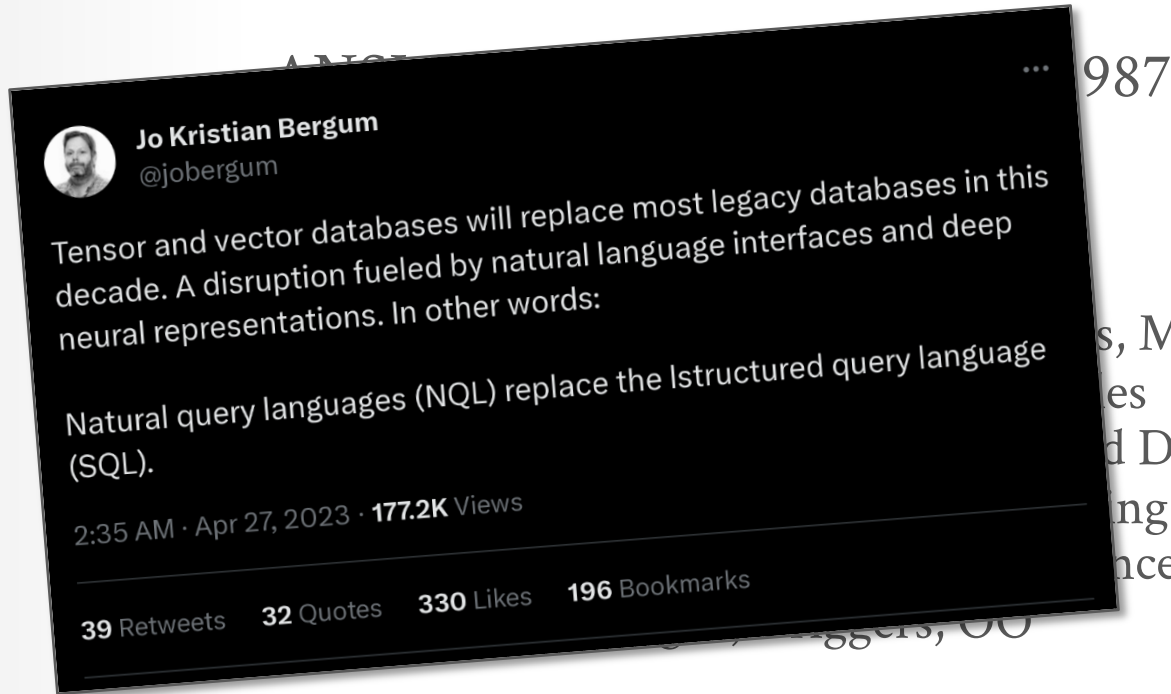 987
Jo Kristian Bergum
@jobergum
Tensor and vector databases will replace most legacy databases in this
decade. A disruption fueled by natural language interfaces and deep
neural representations. In other words:
Natural query languages (NQL) replace the lstructured query language
(SQL).
2:35 AM · Apr 27, 2023 · 177.2K Views
39 Retweets 32 Quotes 330 Likes 196 Bookmarks
s, M
es
d D
ing
nce
OO